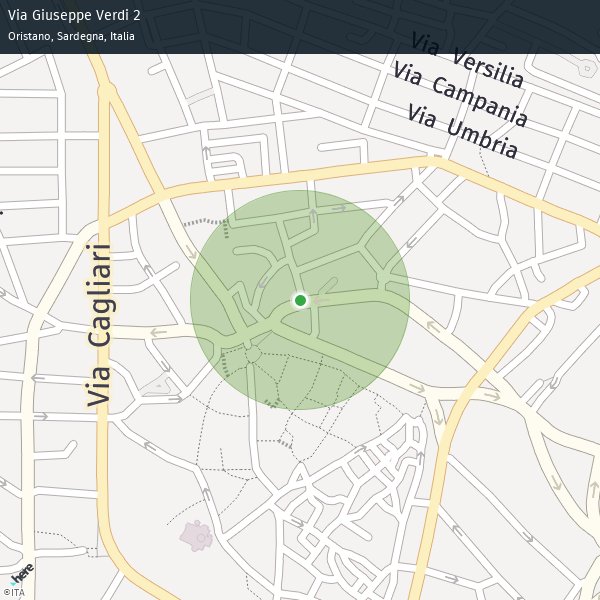 Via Giuseppe Verdi 2
Oristano, Sardegna, Italia
Via Versilia
Via Campania
Via Umbria
Via Cagliari
here
©ITA